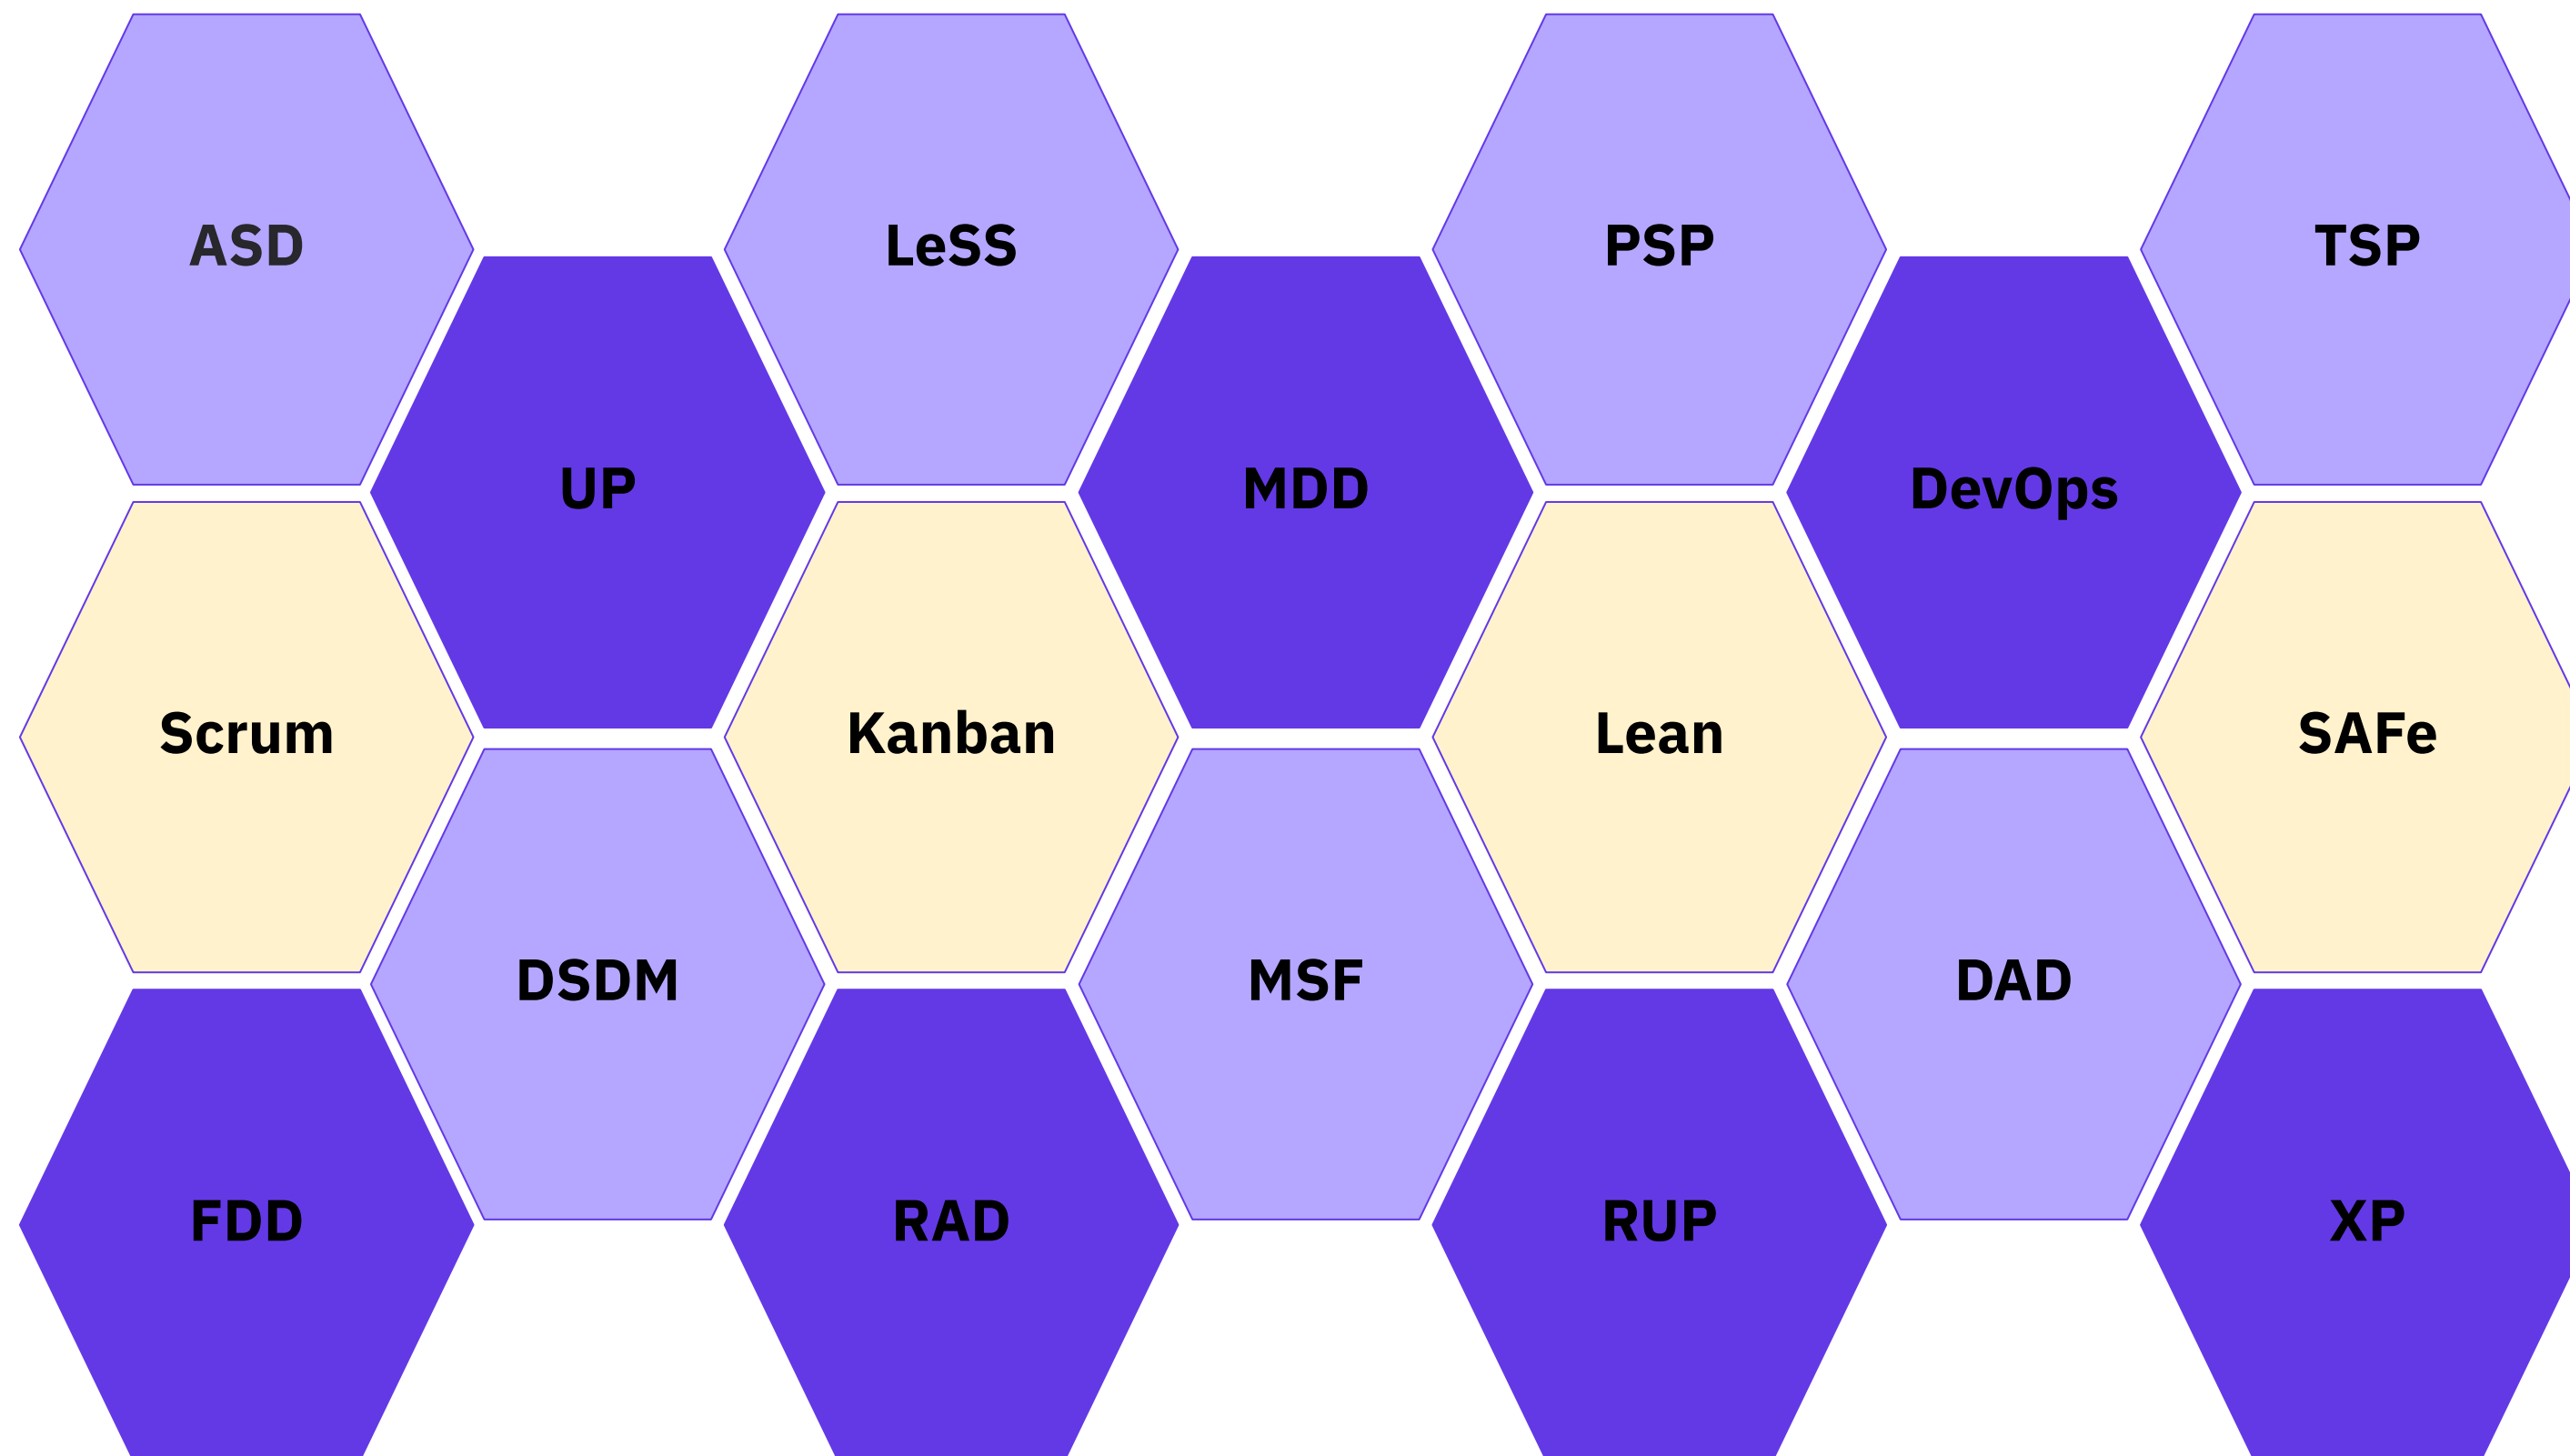 ASD
LeSS
PSP
TSP
UP
MDD
DevOps
Scrum
Kanban
Lean
SAFe
DSDM
MSF
DAD
FDD
RAD
RUP
XP